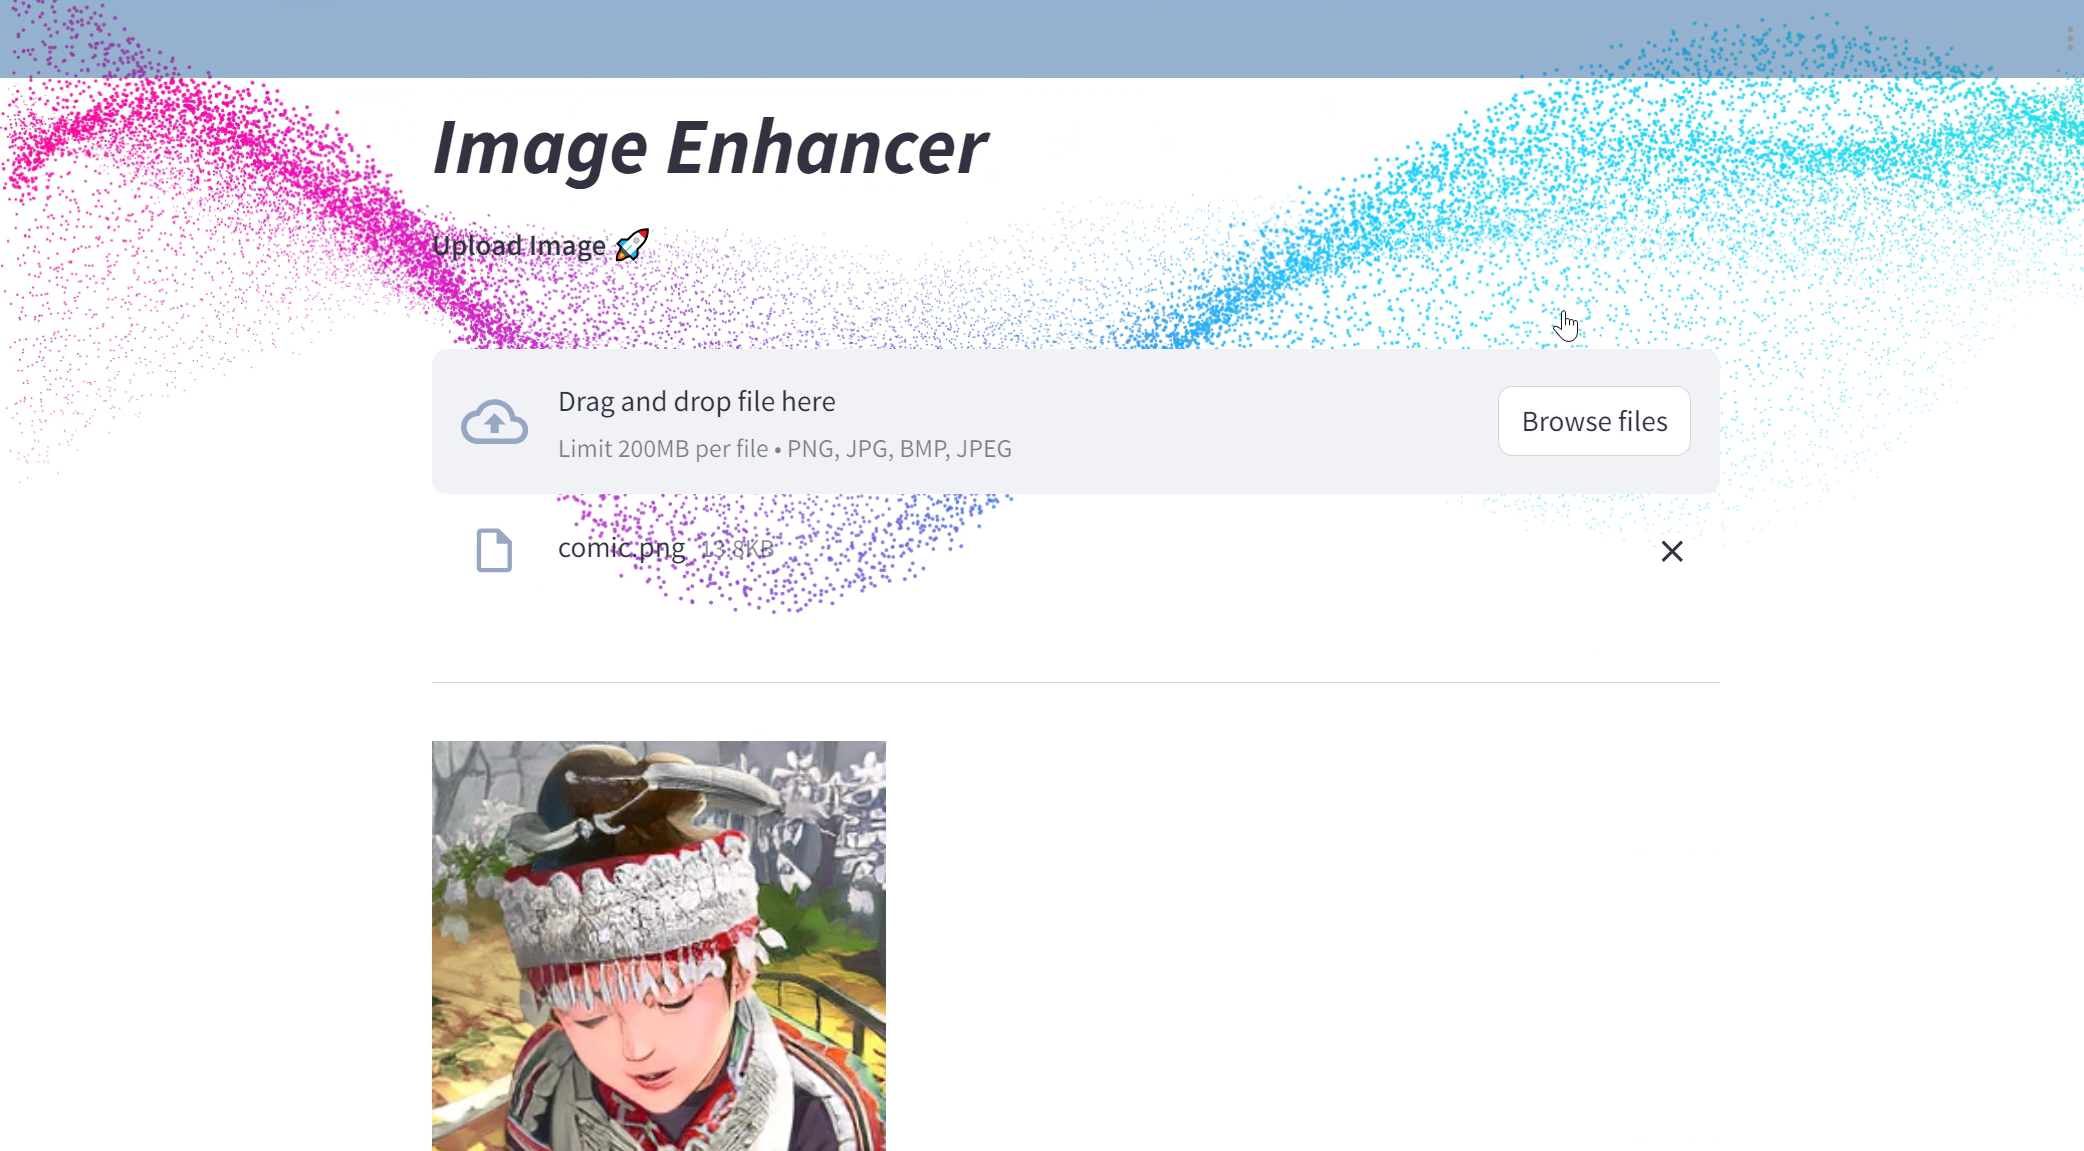 Image Enhancer
Upload Image 🚀
Drag and drop file here
Limit 200MB per file • PNG, JPG, BMP, JPEG
Browse files
comic.png 13.8KB